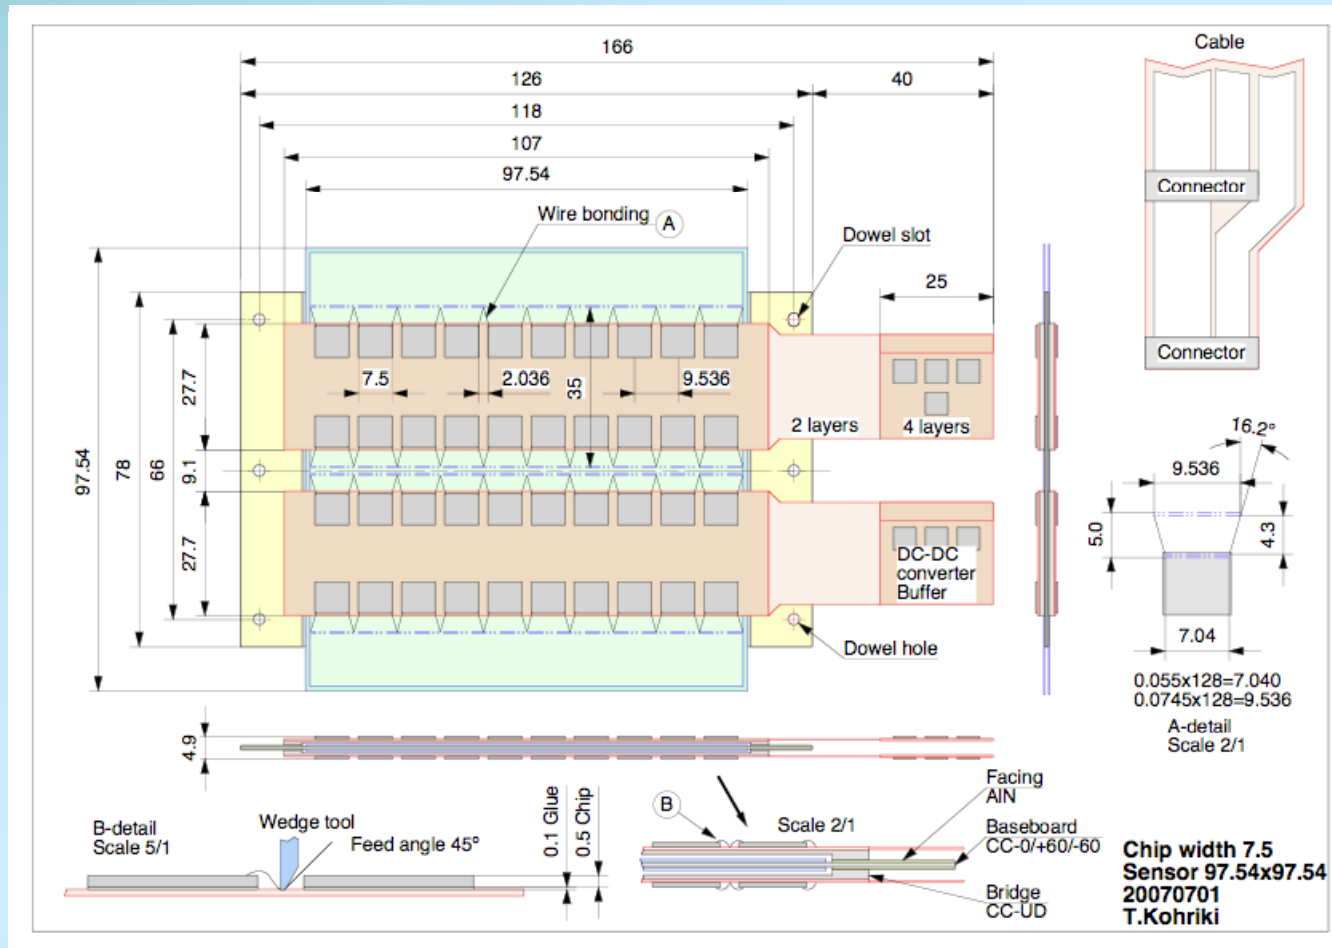 166
Cable
126
40
118
107
97.54
Wire bonding
A
Dowel slot
Connector
25
7.5
2.036
35
9.536
27.7
2 layers
4 layers
Connector
97.54
78
66
9.1
16.2°
9.536
5.0
4.3
27.7
DC-DC
converter
Buffer
Dowel hole
7.04
0.055x128=7.040
0.0745x128=9.536
A-detail
Scale 2/1
4.9
Facing
AIN
B-detail
Scale 5/1
Wedge tool
Feed angle 45°
0.1 Glue
0.5 Chip
B
Scale 2/1
Baseboard
CC-0/+60/-60
Bridge
CC-UD
Chip width 7.5
Sensor 97.54x97.54
20070701
T.Kohriki